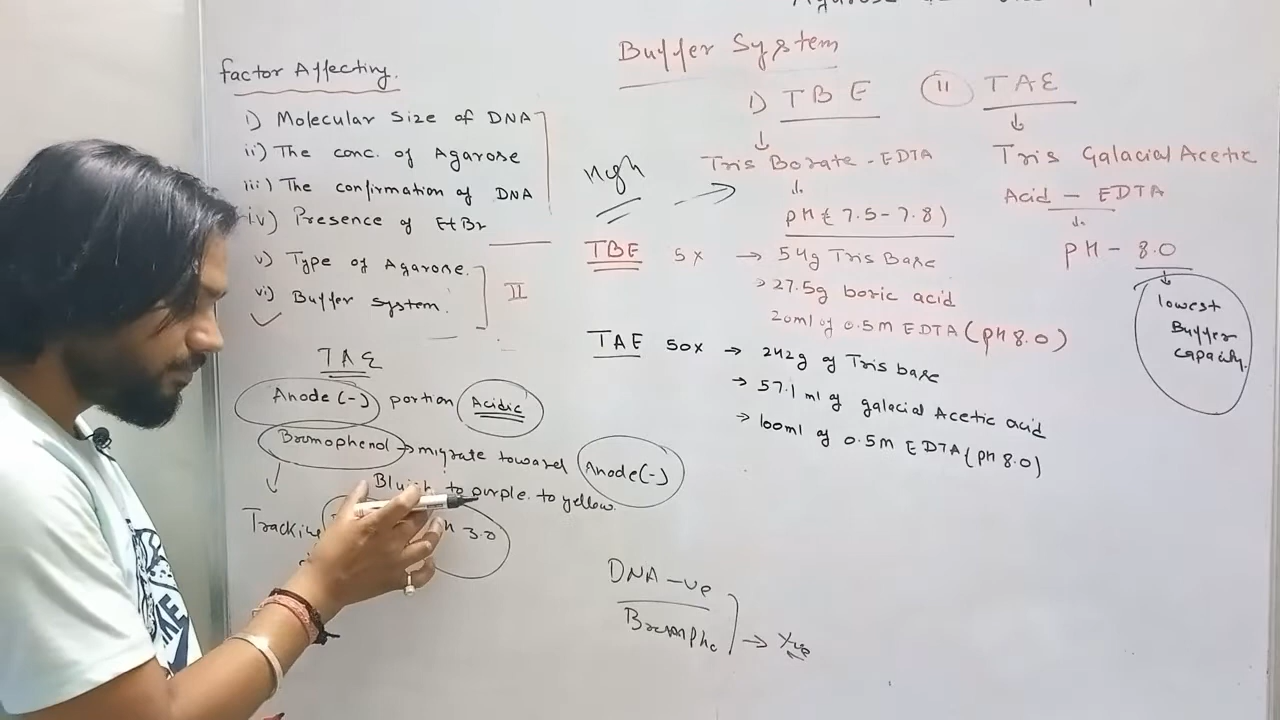 Factor Affecting.
i) Molecular Size of DNA
ii) The conc. of Agarose
iii) The confirmation of DNA
iv) Presence of EtBr
v) Type of Agarose.
vi) Buffer system.
II
TAE
Anode (-) portion Acidic
Bromophenol → migrate toward Anode (-)
to purple. to yellow.
Tracking
3.0
Agarose
Buffer System
i) TBE
ii TAE
High
Tris Borate - EDTA
Tris Galacial Acetic
Acid - EDTA
pH ( 7.5 - 7.8)
pH - 8.0
lowest
Buffer
capacity.
TBE 5x → 54g Tris Base
> 27.5g boric acid
20ml of 0.5M EDTA (pH 8.0)
TAE 50x → 242g of Tris base
→ 57.1 ml of galacial Acetic acid
→ 100ml of 0.5M EDTA (pH 8.0)
DNA -ve
→
NIKE